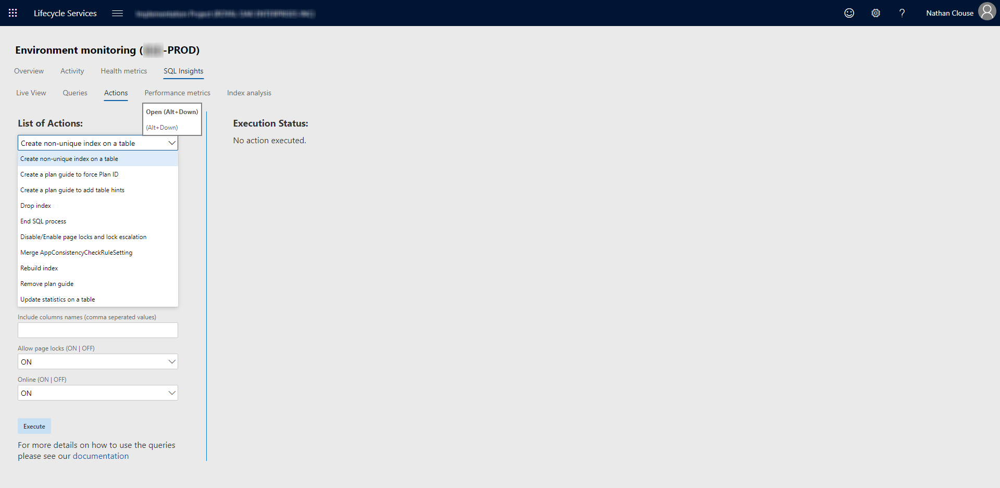 Lifecycle Services
? Nathan Clouse
Environment monitoring ( -PROD)
Overview Activity Health metrics SQL Insights
Live View Queries Actions Performance metrics Index analysis
Open (Alt+Down)
(Alt+Down)
List of Actions:
Create non-unique index on a table
Create non-unique index on a table
Create a plan guide to force Plan ID
Create a plan guide to add table hints
Drop index
End SQL process
Disable/Enable page locks and lock escalation
Merge AppConsistencyCheckRuleSetting
Rebuild index
Remove plan guide
Update statistics on a table
Include columns names (comma seperated values)
Allow page locks (ON | OFF)
ON
Online (ON | OFF)
ON
Execute
For more details on how to use the queries
please see our documentation
Execution Status:
No action executed.